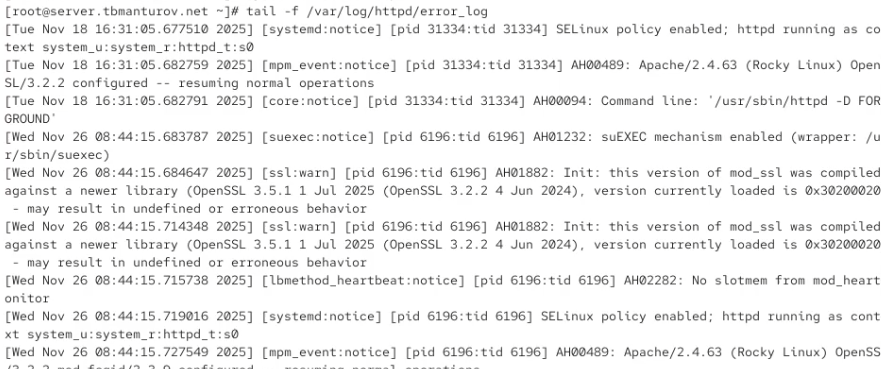 [root@server.tbmanturov.net ~]# tail -f /var/log/httpd/error_log
[Tue Nov 18 16:31:05.677510 2025] [systemd:notice] [pid 31334:tid 31334] SELinux policy enabled; httpd running as co
text system_u:system_r:httpd_t:s0
[Tue Nov 18 16:31:05.682759 2025] [mpm_event:notice] [pid 31334:tid 31334] AH00489: Apache/2.4.63 (Rocky Linux) Open
SL/3.2.2 configured -- resuming normal operations
[Tue Nov 18 16:31:05.682791 2025] [core:notice] [pid 31334:tid 31334] AH00094: Command line: '/usr/sbin/httpd -D FOR
GROUND'
[Wed Nov 26 08:44:15.683787 2025] [suexec:notice] [pid 6196:tid 6196] AH01232: suEXEC mechanism enabled (wrapper: /u
r/sbin/suexec)
[Wed Nov 26 08:44:15.684647 2025] [ssl:warn] [pid 6196:tid 6196] AH01882: Init: this version of mod_ssl was compiled
against a newer library (OpenSSL 3.5.1 1 Jul 2025 (OpenSSL 3.2.2 4 Jun 2024), version currently loaded is 0x30200020
- may result in undefined or erroneous behavior
[Wed Nov 26 08:44:15.714348 2025] [ssl:warn] [pid 6196:tid 6196] AH01882: Init: this version of mod_ssl was compiled
against a newer library (OpenSSL 3.5.1 1 Jul 2025 (OpenSSL 3.2.2 4 Jun 2024), version currently loaded is 0x30200020
- may result in undefined or erroneous behavior
[Wed Nov 26 08:44:15.715738 2025] [lbmethod_heartbeat:notice] [pid 6196:tid 6196] AH02282: No slotmem from mod_heart
onitor
[Wed Nov 26 08:44:15.719016 2025] [systemd:notice] [pid 6196:tid 6196] SELinux policy enabled; httpd running as cont
xt system_u:system_r:httpd_t:s0
[Wed Nov 26 08:44:15.727549 2025] [mpm_event:notice] [pid 6196:tid 6196] AH00489: Apache/2.4.63 (Rocky Linux) OpenSS